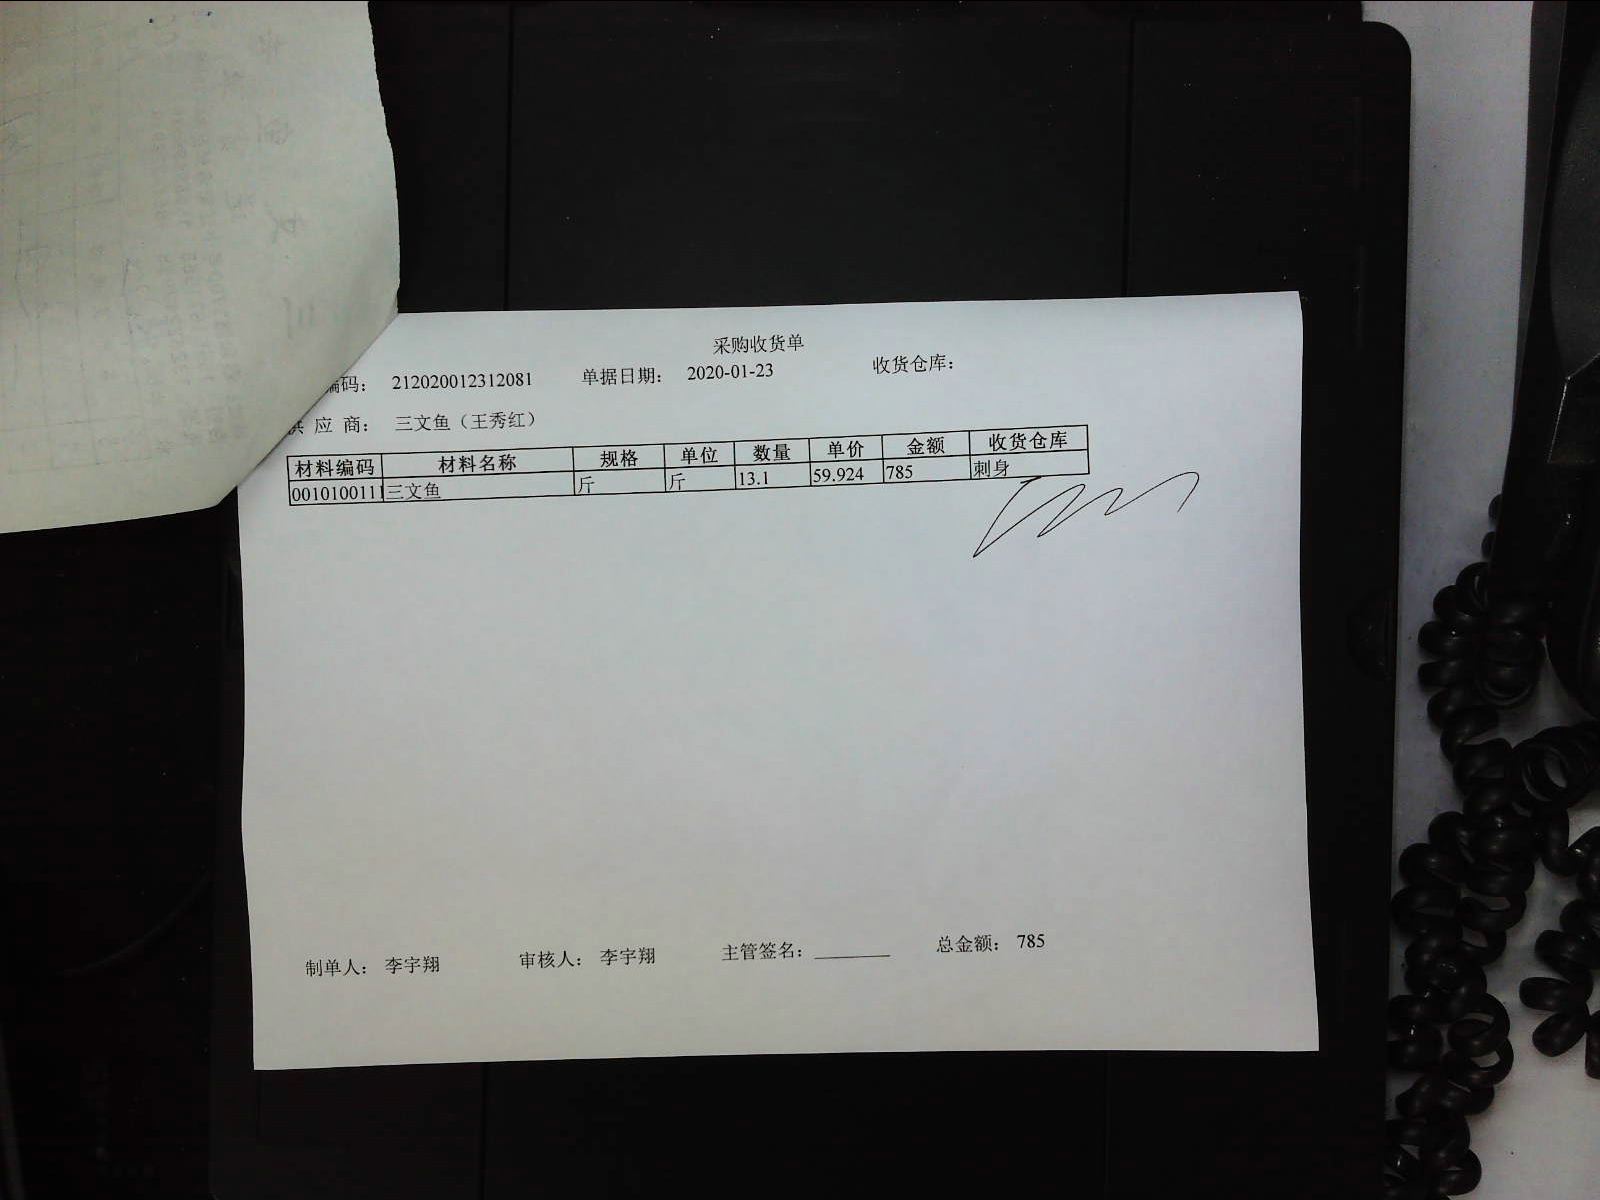 采购收货单
编码： 212020012312081 单据日期： 2020-01-23 收货仓库：
供 应 商： 三文鱼（王秀红）
材料编码 材料名称 规格 单位 数量 单价 金额 收货仓库
0010100111 三文鱼 斤 斤 13.1 59.924 785 刺身
制单人： 李宇翔 审核人： 李宇翔 主管签名： 总金额： 785